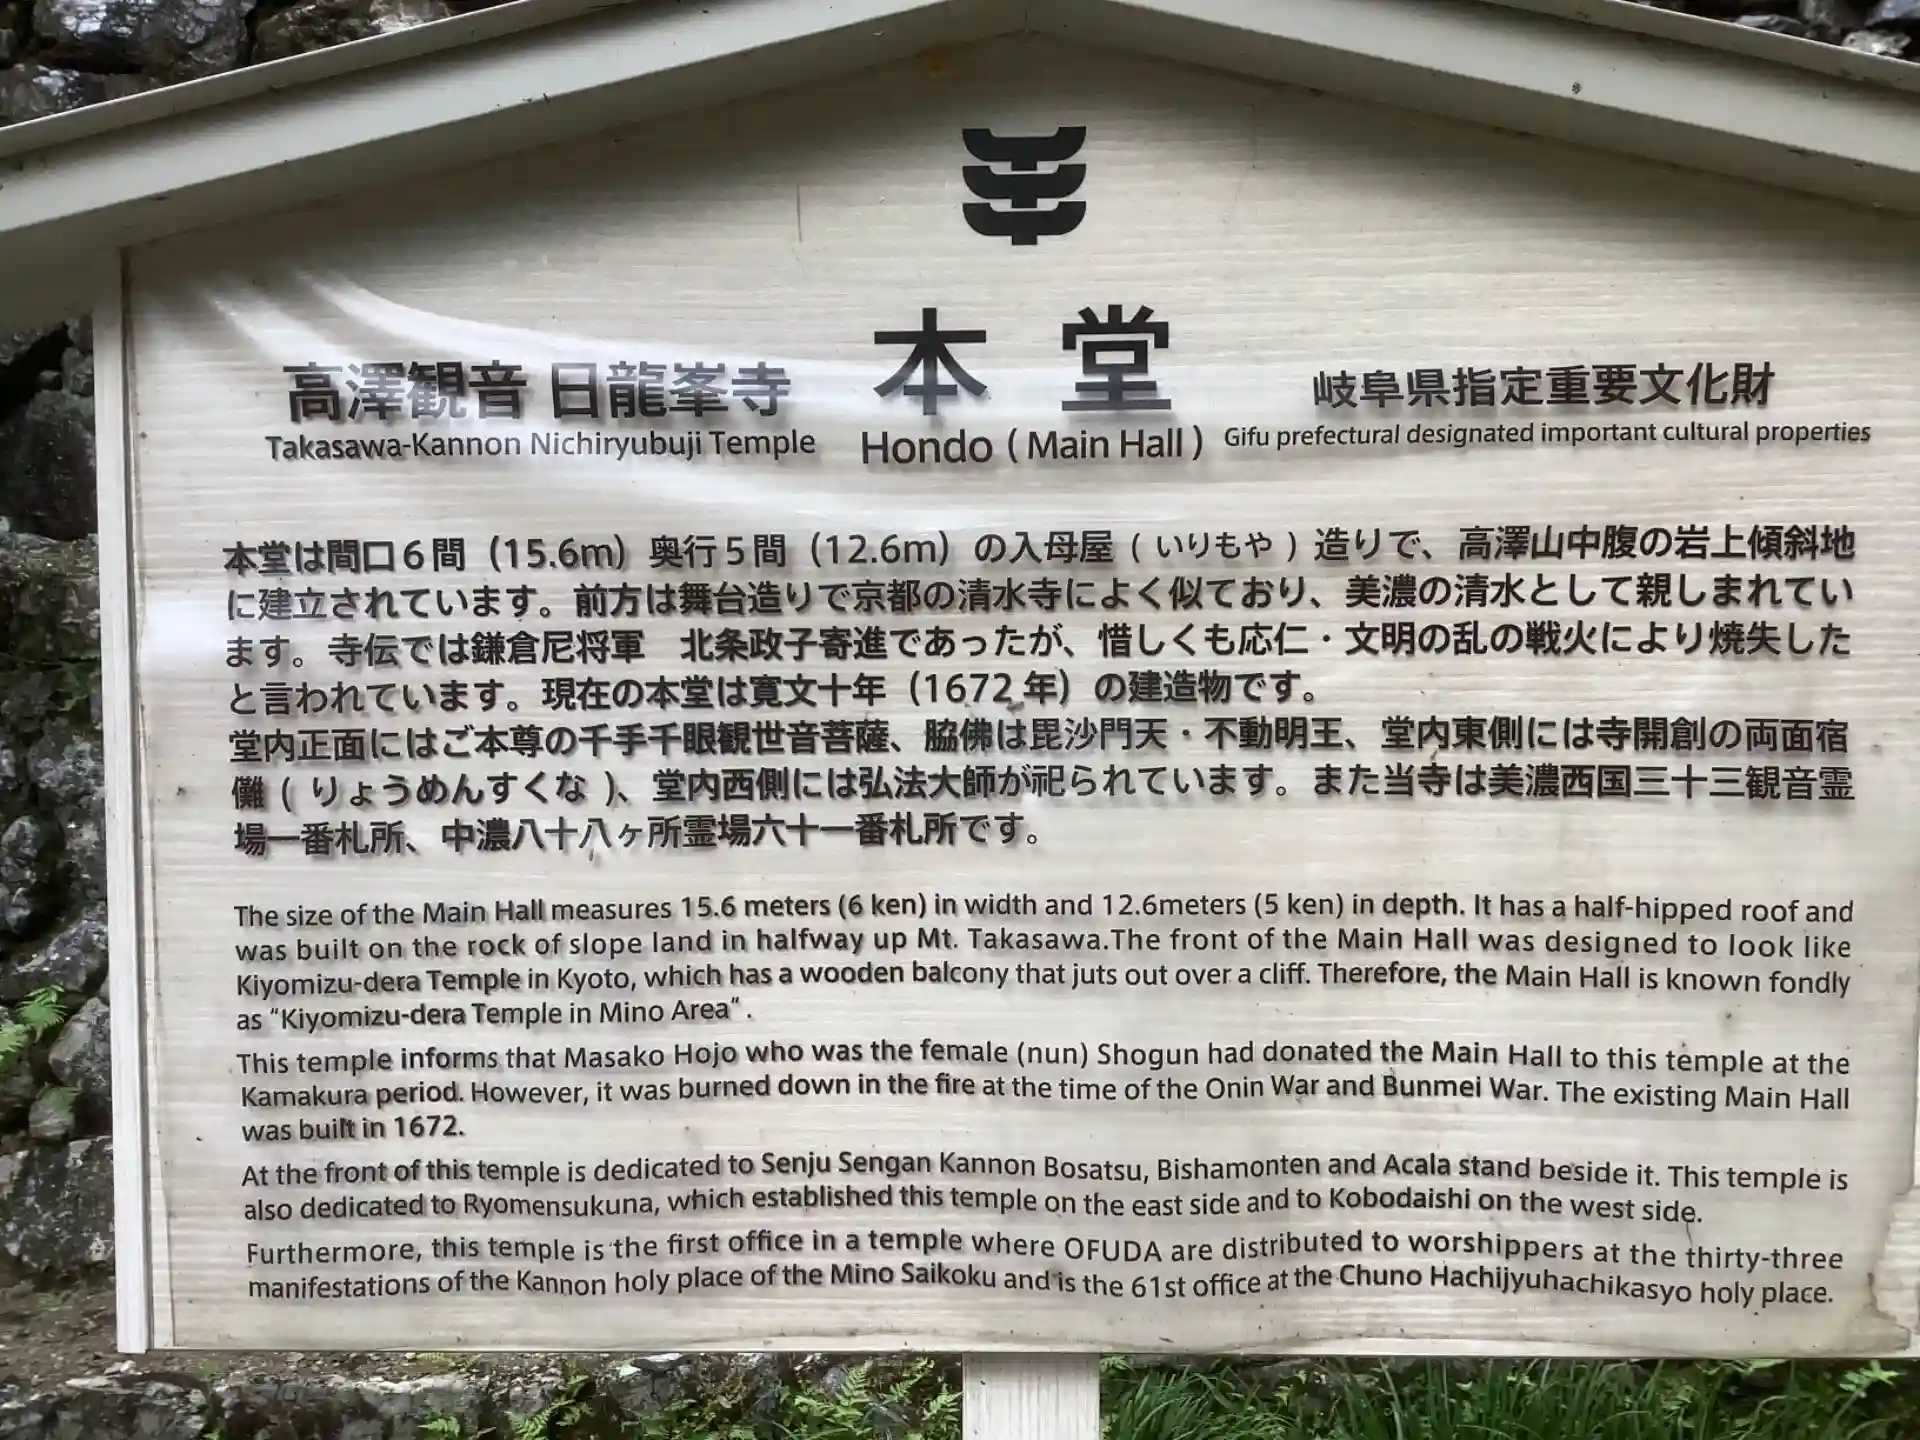 本堂
高澤観音 日龍峯寺
岐阜県指定重要文化財
Takasawa-Kannon Nichiryubuji Temple
Hondo ( Main Hall )
Gifu prefectural designated important cultural properties
本堂は間口6間（15.6m）奥行5間（12.6m）の入母屋 ( いりもや ) 造りで、高澤山中腹の岩上傾斜地
に建立されています。前方は舞台造りで京都の清水寺によく似ており、美濃の清水として親しまれてい
ます。寺伝では鎌倉尼将軍　北条政子寄進であったが、惜しくも応仁・文明の乱の戦火により焼失した
と言われています。現在の本堂は寛文十年（1672 年）の建造物です。
堂内正面にはご本尊の千手千眼観世音菩薩、脇佛は毘沙門天・不動明王、堂内東側には寺開創の両面宿
儺 ( りょうめんすくな )、堂内西側には弘法大師が祀られています。また当寺は美濃西国三十三観音霊
場一番札所、中濃八十八ヶ所霊場六十一番札所です。
The size of the Main Hall measures 15.6 meters (6 ken) in width and 12.6meters (5 ken) in depth. It has a half-hipped roof and
was built on the rock of slope land in halfway up Mt. Takasawa.The front of the Main Hall was designed to look like
Kiyomizu-dera Temple in Kyoto, which has a wooden balcony that juts out over a cliff. Therefore, the Main Hall is known fondly
as “Kiyomizu-dera Temple in Mino Area“.
This temple informs that Masako Hojo who was the female (nun) Shogun had donated the Main Hall to this temple at the
Kamakura period. However, it was burned down in the fire at the time of the Onin War and Bunmei War. The existing Main Hall
was built in 1672.
At the front of this temple is dedicated to Senju Sengan Kannon Bosatsu, Bishamonten and Acala stand beside it. This temple is
also dedicated to Ryomensukuna, which established this temple on the east side and to Kobodaishi on the west side.
Furthermore, this temple is the first office in a temple where OFUDA are distributed to worshippers at the thirty-three
manifestations of the Kannon holy place of the Mino Saikoku and is the 61st office at the Chuno Hachijyuhachikasyo holy place.